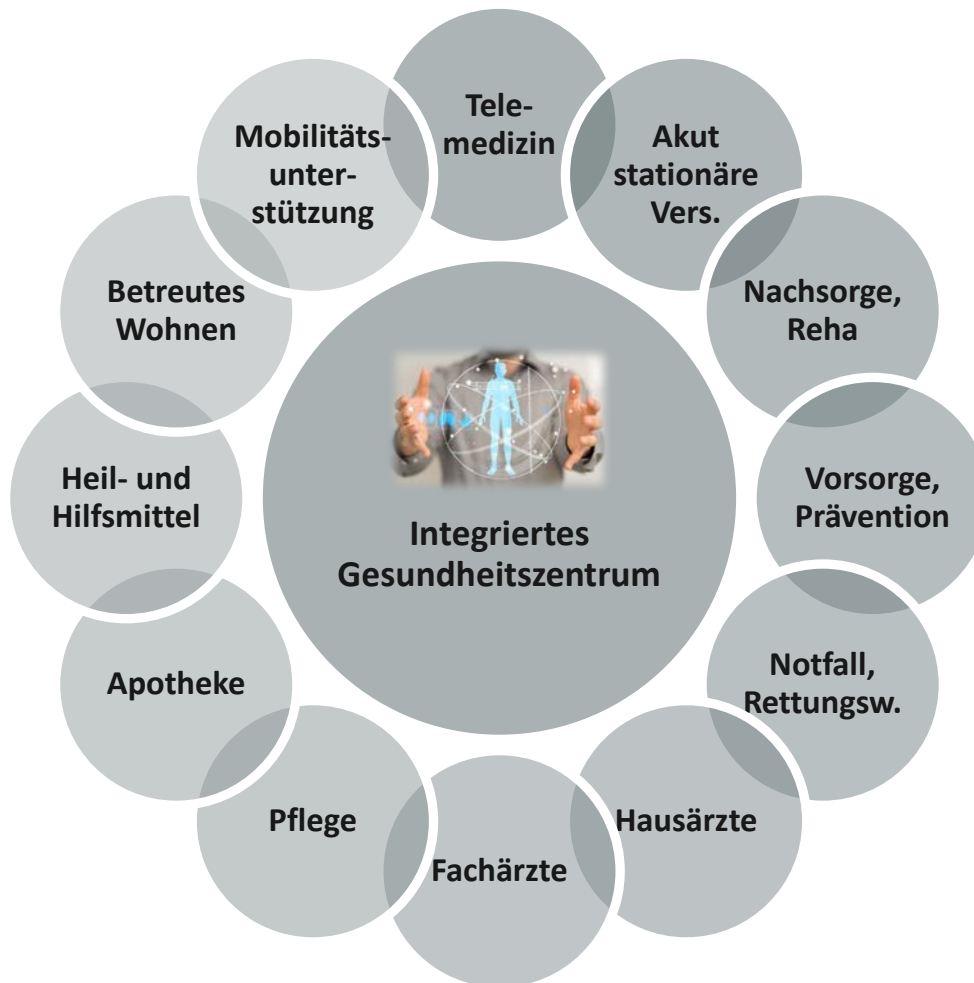 Tele-
medizin
Akut
stationäre
Vers.
Nachsorge,
Reha
Vorsorge,
Prävention
Notfall,
Rettungsw.
Hausärzte
Fachärzte
Pflege
Apotheke
Heil- und
Hilfsmittel
Betreutes
Wohnen
Mobilitäts-
unter-
stützung
Integriertes
Gesundheitszentrum